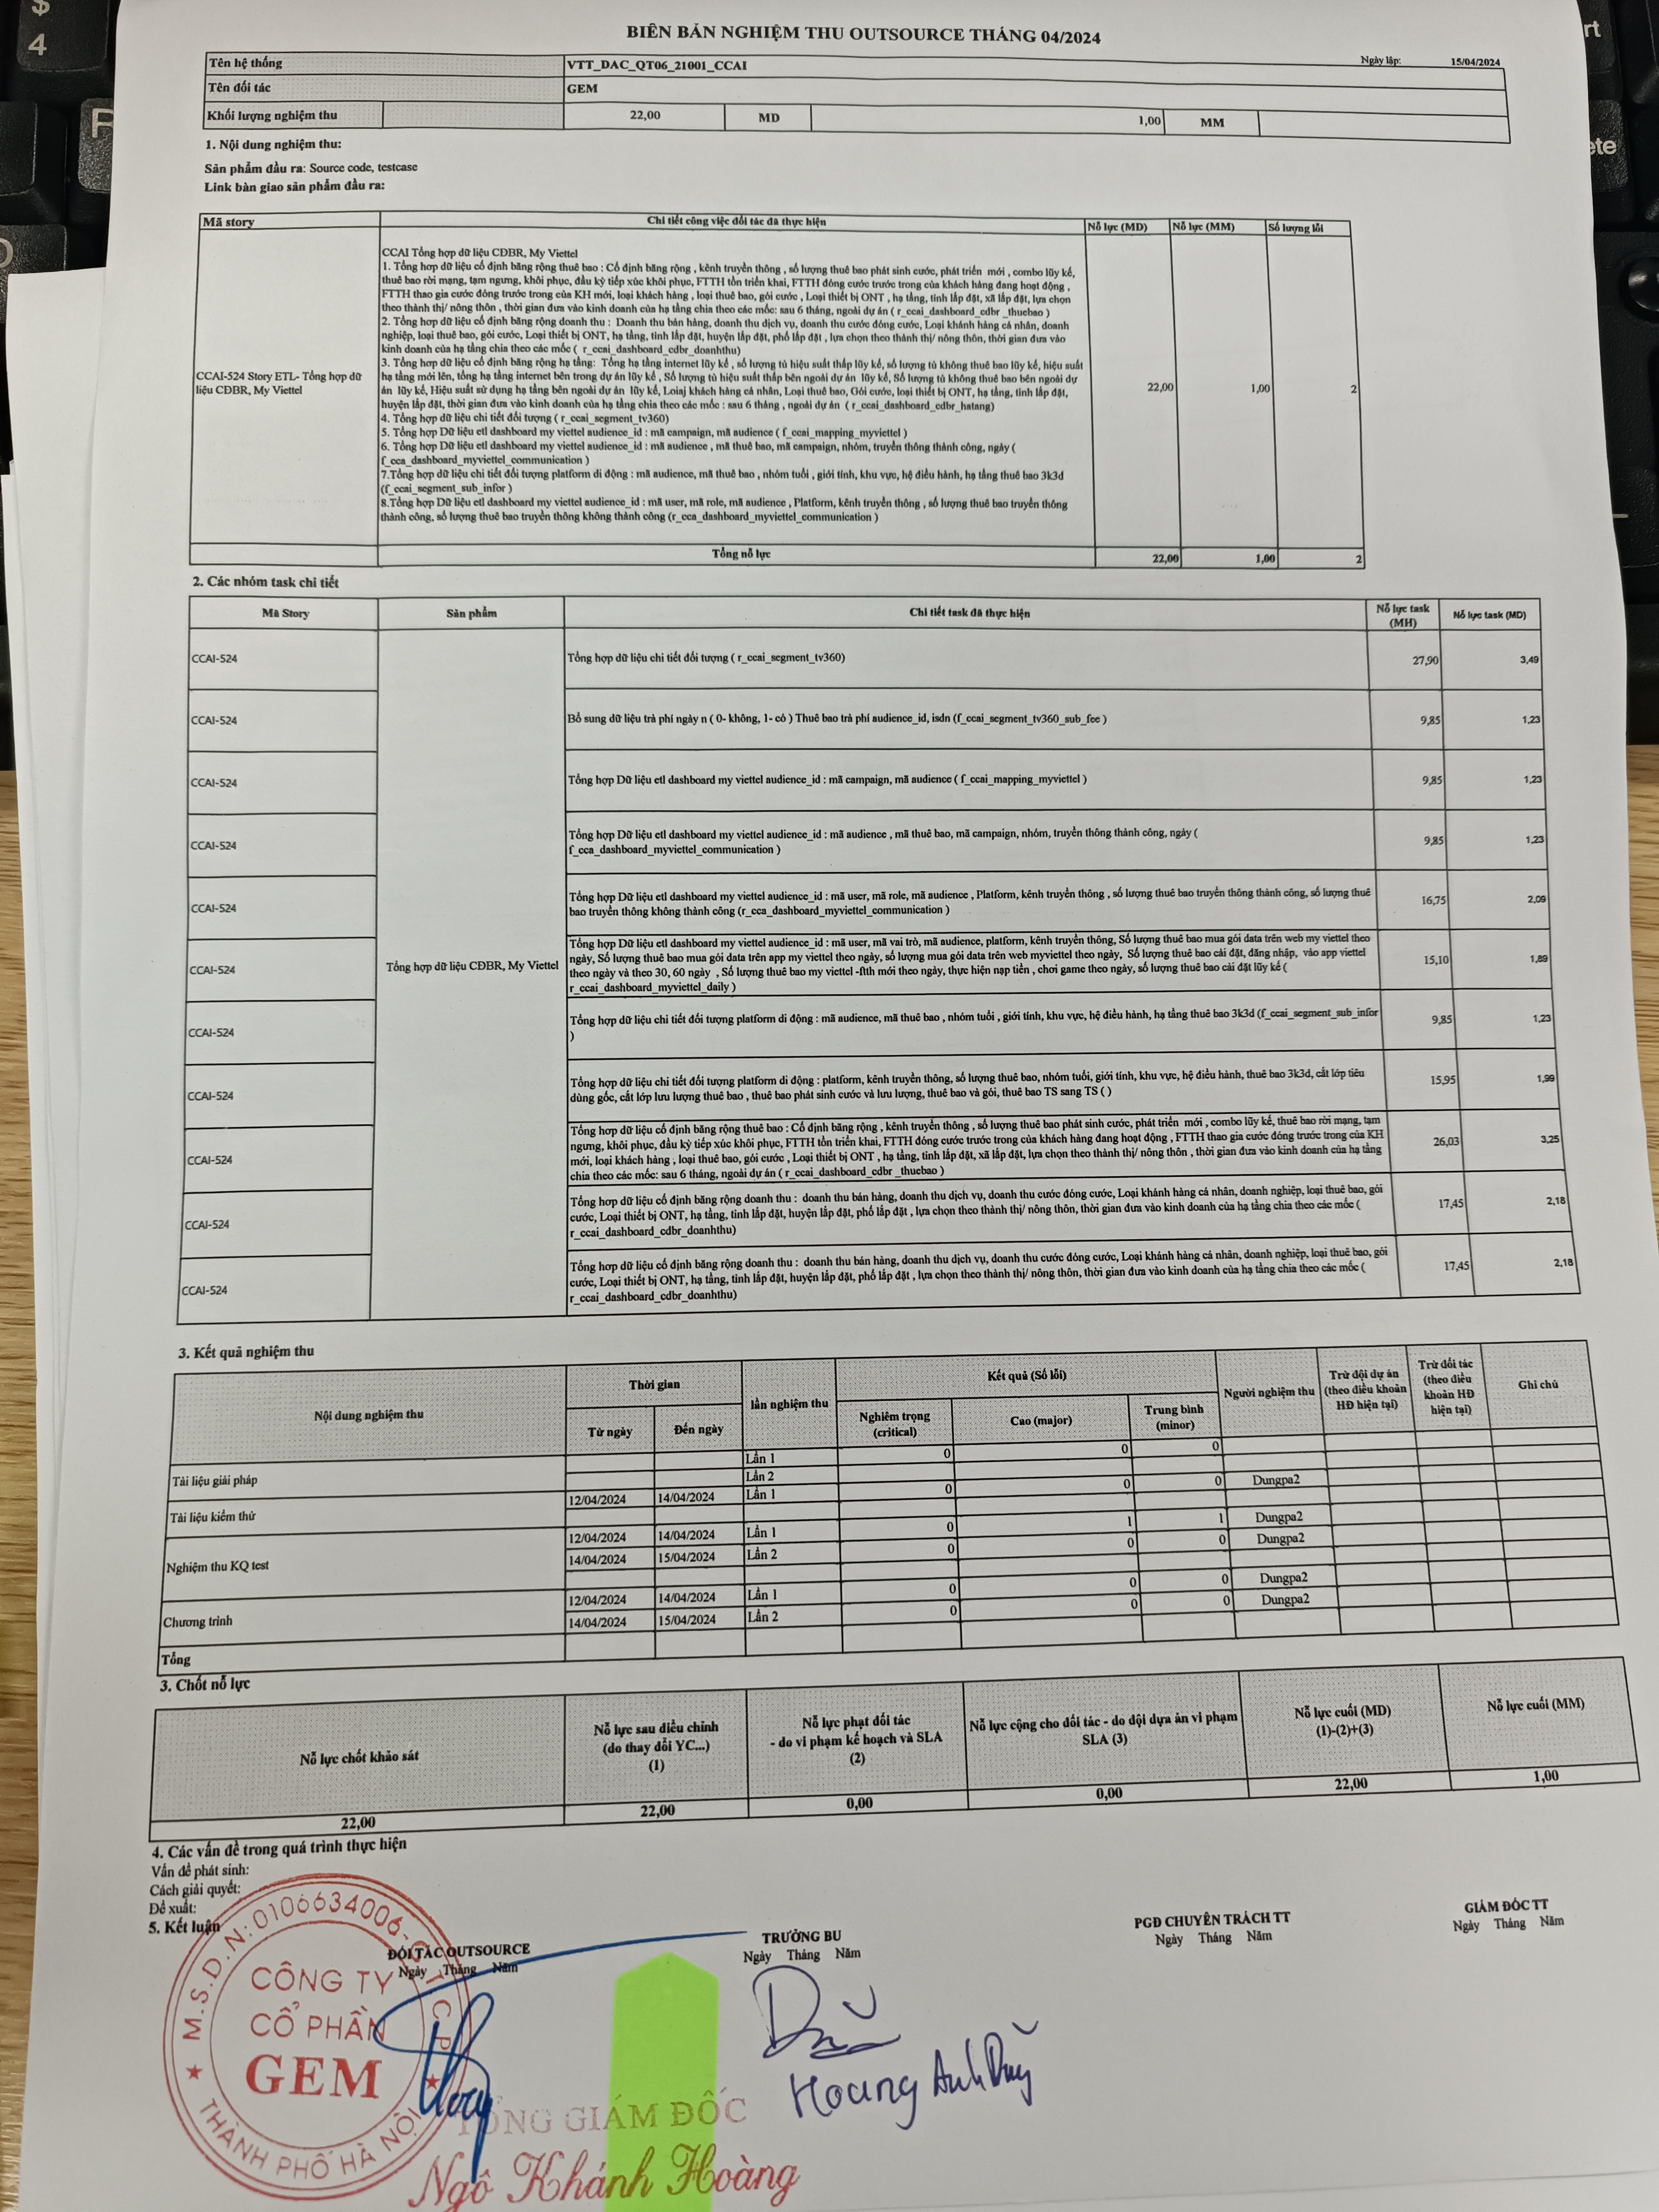 BIÊN BẢN NGHIỆM THU OUTSOURCE THÁNG 04/2024
Ngày lập: 15/04/2024
Tên hệ thống VTT_DAC_QT06_21001_CCAI
Tên đối tác GEM
Khối lượng nghiệm thu 22,00 MD 1,00 MM
1. Nội dung nghiệm thu:
Sản phẩm đầu ra: Source code, testcase
Link bàn giao sản phẩm đầu ra:
Mã story Chi tiết công việc đối tác đã thực hiện Nỗ lực (MD) Nỗ lực (MM) Số lượng lỗi
CCAI-524 Story ETL- Tổng hợp dữ
liệu CĐBR, My Viettel
CCAI Tổng hợp dữ liệu CĐBR, My Viettel
1. Tổng hơp dữ liệu cố định băng rộng thuê bao : Cố định băng rộng , kênh truyền thông , số lượng thuê bao phát sinh cước, phát triển mới , combo lũy kế,
thuê bao rời mạng, tạm ngưng, khôi phục, đầu kỳ tiếp xúc khôi phục, FTTH tồn triển khai, FTTH đóng cước trước trong của khách hàng đang hoạt động ,
FTTH thao gia cước đóng trước trong của KH mới, loại khách hàng , loại thuê bao, gói cước , Loại thiết bị ONT , hạ tầng, tỉnh lắp đặt, xã lắp đặt, lựa chọn
theo thành thị/ nông thôn , thời gian đưa vào kinh doanh của hạ tầng chia theo các mốc: sau 6 tháng, ngoài dự án ( r_ccai_dashboard_cdbr _thuebao )
2. Tổng hơp dữ liệu cố định băng rộng doanh thu : Doanh thu bán hàng, doanh thu dịch vụ, doanh thu cước đóng cước, Loại khánh hàng cá nhân, doanh
nghiệp, loại thuê bao, gói cước, Loại thiết bị ONT, hạ tầng, tỉnh lắp đặt, huyện lắp đặt, phố lắp đặt , lựa chọn theo thành thị/ nông thôn, thời gian đưa vào
kinh doanh của hạ tầng chia theo các mốc ( r_ccai_dashboard_cdbr_doanhthu)
3. Tổng hơp dữ liệu cố định băng rộng hạ tầng: Tổng hạ tầng internet lũy kế , số lượng tủ hiệu suất thấp lũy kế, số lượng tủ không thuê bao lũy kế, hiệu suất
hạ tầng mới lên, tổng hạ tầng internet bên trong dự án lũy kế , Số lượng tủ hiệu suất thấp bên ngoài dự án lũy kế, Số lượng tủ không thuê bao bên ngoài dự
án lũy kế, Hiệu suất sử dụng hạ tầng bên ngoài dự án lũy kế, Loiaị khách hàng cá nhân, Loại thuê bao, Gói cước, loại thiết bị ONT, hạ tầng, tỉnh lắp đặt,
huyện lắp đặt, thời gian đưa vào kinh doanh của hạ tầng chia theo các mốc : sau 6 tháng , ngoài dự án ( r_ccai_dashboard_cdbr_hatang)
4. Tổng hợp dữ liệu chi tiết đối tượng ( r_ccai_segment_tv360)
5. Tổng hợp Dữ liệu etl dashboard my viettel audience_id : mã campaign, mã audience ( f_ccai_mapping_myviettel )
6. Tổng hợp Dữ liệu etl dashboard my viettel audience_id : mã audience , mã thuê bao, mã campaign, nhóm, truyền thông thành công, ngày (
f_cca_dashboard_myviettel_communication )
7.Tổng hợp dữ liệu chi tiết đối tượng platform di động : mã audience, mã thuê bao , nhóm tuổi , giới tính, khu vực, hệ điều hành, hạ tầng thuê bao 3k3d
(f_ccai_segment_sub_infor )
8.Tổng hợp Dữ liệu etl dashboard my viettel audience_id : mã user, mã role, mã audience , Platform, kênh truyền thông , số lượng thuê bao truyền thông
thành công, số lượng thuê bao truyền thông không thành công (r_cca_dashboard_myviettel_communication )
22,00 1,00 2
Tổng nỗ lực 22,00 1,00 2
2. Các nhóm task chi tiết
Mã Story Sản phẩm Chi tiết task đã thực hiện Nỗ lực task (MH) Nỗ lực task (MD)
Tổng hợp dữ liệu CĐBR, My Viettel
CCAI-524 Tổng hợp dữ liệu chi tiết đối tượng ( r_ccai_segment_tv360) 27,90 3,49
CCAI-524 Bổ sung dữ liệu trả phí ngày n ( 0- không, 1- có ) Thuê bao trả phí audience_id, isdn (f_ccai_segment_tv360_sub_fee ) 9,85 1,23
CCAI-524 Tổng hợp Dữ liệu etl dashboard my viettel audience_id : mã campaign, mã audience ( f_ccai_mapping_myviettel ) 9,85 1,23
CCAI-524 Tổng hợp Dữ liệu etl dashboard my viettel audience_id : mã audience , mã thuê bao, mã campaign, nhóm, truyền thông thành công, ngày (
f_cca_dashboard_myviettel_communication ) 9,85 1,23
CCAI-524 Tổng hợp Dữ liệu etl dashboard my viettel audience_id : mã user, mã role, mã audience , Platform, kênh truyền thông , số lượng thuê bao truyền thông thành công, số lượng thuê
bao truyền thông không thành công (r_cca_dashboard_myviettel_communication ) 16,75 2,09
CCAI-524 Tổng hợp Dữ liệu etl dashboard my viettel audience_id : mã user, mã vai trò, mã audience, platform, kênh truyền thông, Số lượng thuê bao mua gói data trên web my viettel theo
ngày, Số lượng thuê bao mua gói data trên app my viettel theo ngày, số lượng mua gói data trên web myviettel theo ngày, Số lượng thuê bao cài đặt, đăng nhập, vào app viettel
theo ngày và theo 30, 60 ngày , Số lượng thuê bao my viettel -ftth mới theo ngày, thực hiện nạp tiền , chơi game theo ngày, số lượng thuê bao cài đặt lũy kế (
r_ccai_dashboard_myviettel_daily ) 15,10 1,89
CCAI-524 Tổng hợp dữ liệu chi tiết đối tượng platform di động : mã audience, mã thuê bao , nhóm tuổi , giới tính, khu vực, hệ điều hành, hạ tầng thuê bao 3k3d (f_ccai_segment_sub_infor
) 9,85 1,23
CCAI-524 Tổng hợp dữ liệu chi tiết đối tượng platform di động : platform, kênh truyền thông, số lượng thuê bao, nhóm tuổi, giới tính, khu vực, hệ điều hành, thuê bao 3k3d, cắt lớp tiêu
dùng gốc, cắt lớp lưu lượng thuê bao , thuê bao phát sinh cước và lưu lượng, thuê bao và gói, thuê bao TS sang TS ( ) 15,95 1,99
CCAI-524 Tổng hơp dữ liệu cố định băng rộng thuê bao : Cố định băng rộng , kênh truyền thông , số lượng thuê bao phát sinh cước, phát triển mới , combo lũy kế, thuê bao rời mạng, tạm
ngưng, khôi phục, đầu kỳ tiếp xúc khôi phục, FTTH tồn triển khai, FTTH đóng cước trước trong của khách hàng đang hoạt động , FTTH thao gia cước đóng trước trong của KH
mới, loại khách hàng , loại thuê bao, gói cước , Loại thiết bị ONT , hạ tầng, tỉnh lắp đặt, xã lắp đặt, lựa chọn theo thành thị/ nông thôn , thời gian đưa vào kinh doanh của hạ tầng
chia theo các mốc: sau 6 tháng, ngoài dự án ( r_ccai_dashboard_cdbr _thuebao ) 26,03 3,25
CCAI-524 Tổng hơp dữ liệu cố định băng rộng doanh thu : doanh thu bán hàng, doanh thu dịch vụ, doanh thu cước đóng cước, Loại khánh hàng cá nhân, doanh nghiệp, loại thuê bao, gói
cước, Loại thiết bị ONT, hạ tầng, tỉnh lắp đặt, huyện lắp đặt, phố lắp đặt , lựa chọn theo thành thị/ nông thôn, thời gian đưa vào kinh doanh của hạ tầng chia theo các mốc (
r_ccai_dashboard_cdbr_doanhthu) 17,45 2,18
CCAI-524 Tổng hơp dữ liệu cố định băng rộng doanh thu : doanh thu bán hàng, doanh thu dịch vụ, doanh thu cước đóng cước, Loại khánh hàng cá nhân, doanh nghiệp, loại thuê bao, gói
cước, Loại thiết bị ONT, hạ tầng, tỉnh lắp đặt, huyện lắp đặt, phố lắp đặt , lựa chọn theo thành thị/ nông thôn, thời gian đưa vào kinh doanh của hạ tầng chia theo các mốc (
r_ccai_dashboard_cdbr_doanhthu) 17,45 2,18
3. Kết quả nghiệm thu
Nội dung nghiệm thu Thời gian lần nghiệm thu Kết quả (Số lỗi) Người nghiệm thu Trừ đội dự án (theo điều khoản HĐ hiện tại) Trừ đối tác (theo điều khoản HĐ hiện tại) Ghi chú
Từ ngày Đến ngày Nghiêm trọng (critical) Cao (major) Trung bình (minor)
Tài liệu giải pháp Lần 1 0 0 0
Lần 2
Tài liệu kiểm thử 12/04/2024 14/04/2024 Lần 1 0 0 0 Dungpa2
Nghiệm thu KQ test 12/04/2024 14/04/2024 Lần 1 0 1 1 Dungpa2
14/04/2024 15/04/2024 Lần 2 0 0 0 Dungpa2
Chương trình 12/04/2024 14/04/2024 Lần 1 0 0 0 Dungpa2
14/04/2024 15/04/2024 Lần 2 0 0 0 Dungpa2
Tổng
3. Chốt nỗ lực
Nỗ lực chốt khảo sát Nỗ lực sau điều chỉnh (do thay đổi YC...) (1) Nỗ lực phạt đối tác - do vi phạm kế hoạch và SLA (2) Nỗ lực cộng cho đối tác - do đội dựa án vi phạm SLA (3) Nỗ lực cuối (MD) (1)-(2)+(3) Nỗ lực cuối (MM)
22,00 22,00 0,00 0,00 22,00 1,00
4. Các vấn đề trong quá trình thực hiện
Vấn đề phát sinh:
Cách giải quyết:
Đề xuất:
5. Kết luận
ĐỐI TÁC OUTSOURCE TRƯỞNG BU PGĐ CHUYÊN TRÁCH TT GIÁM ĐỐC TT
Ngày Tháng Năm Ngày Tháng Năm Ngày Tháng Năm Ngày Tháng Năm
M.S.D.N:0106634006-C.T.C.P
CÔNG TY
CỔ PHẦN
GEM
THÀNH PHỐ HÀ NỘI
Hoàng Anh Duy
TỔNG GIÁM ĐỐC
Ngô Khánh Hoàng